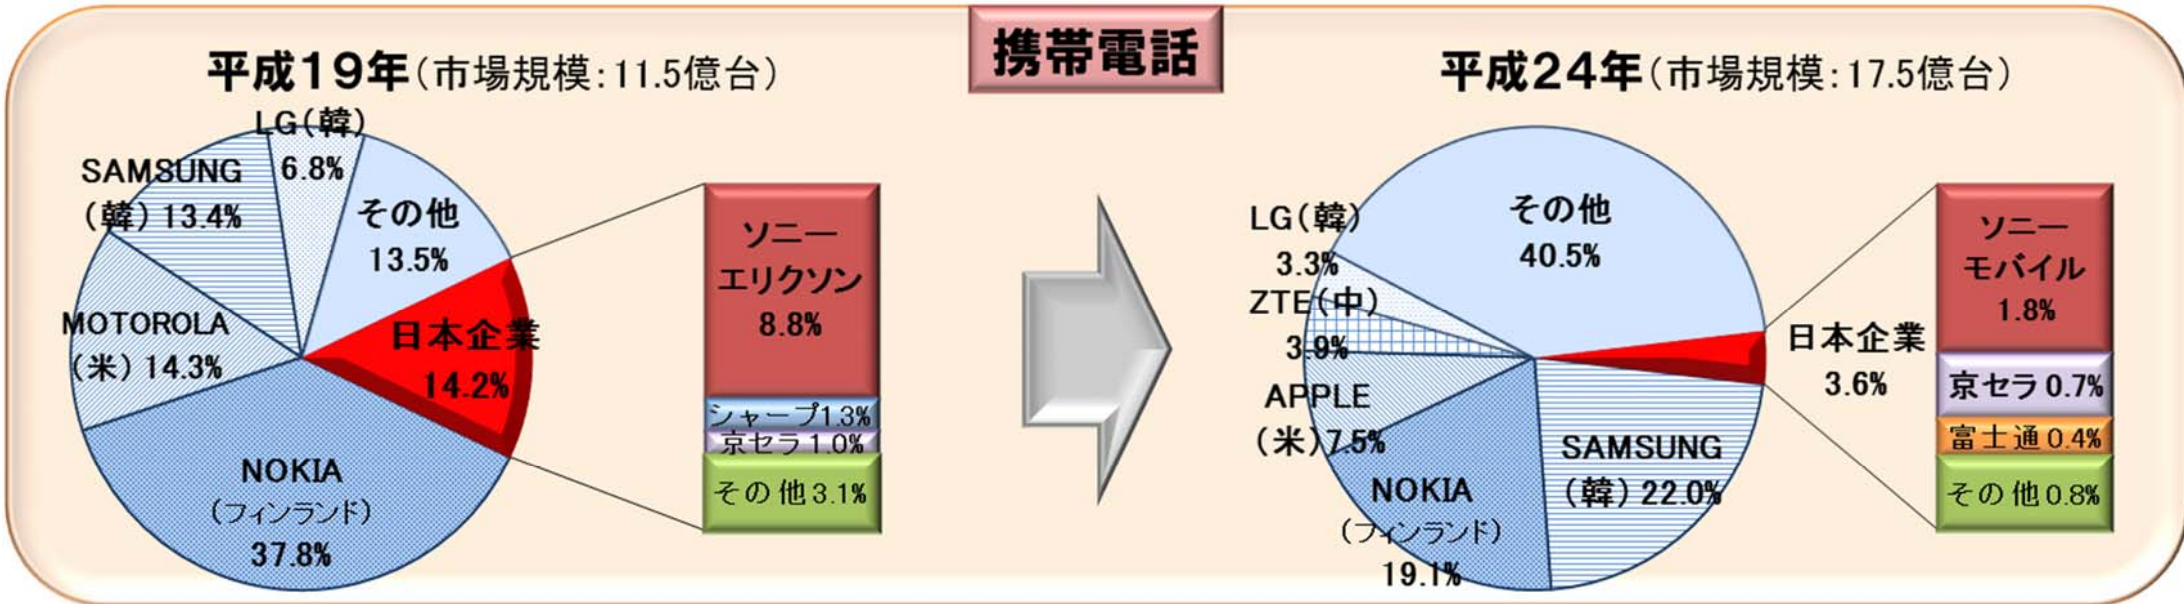 携帯電話
平成19年(市場規模:11.5億台)
LG(韓)
6.8%
SAMSUNG
(韓)13.4%
その他
13.5%
MOTOROLA
(米)14.3%
日本企業
14.2%
NOKIA
(フィンランド)
37.8%
ソニー
エリクソン
8.8%
シャープ1.3%
京セラ1.0%
その他3.1%
平成24年(市場規模:17.5億台)
その他
40.5%
LG(韓)
3.3%
ZTE(中)
3.9%
APPLE
(米)7.5%
NOKIA
(フィンランド)
19.1%
SAMSUNG
(韓)22.0%
日本企業
3.6%
ソニー
モバイル
1.8%
京セラ0.7%
富士通0.4%
その他0.8%